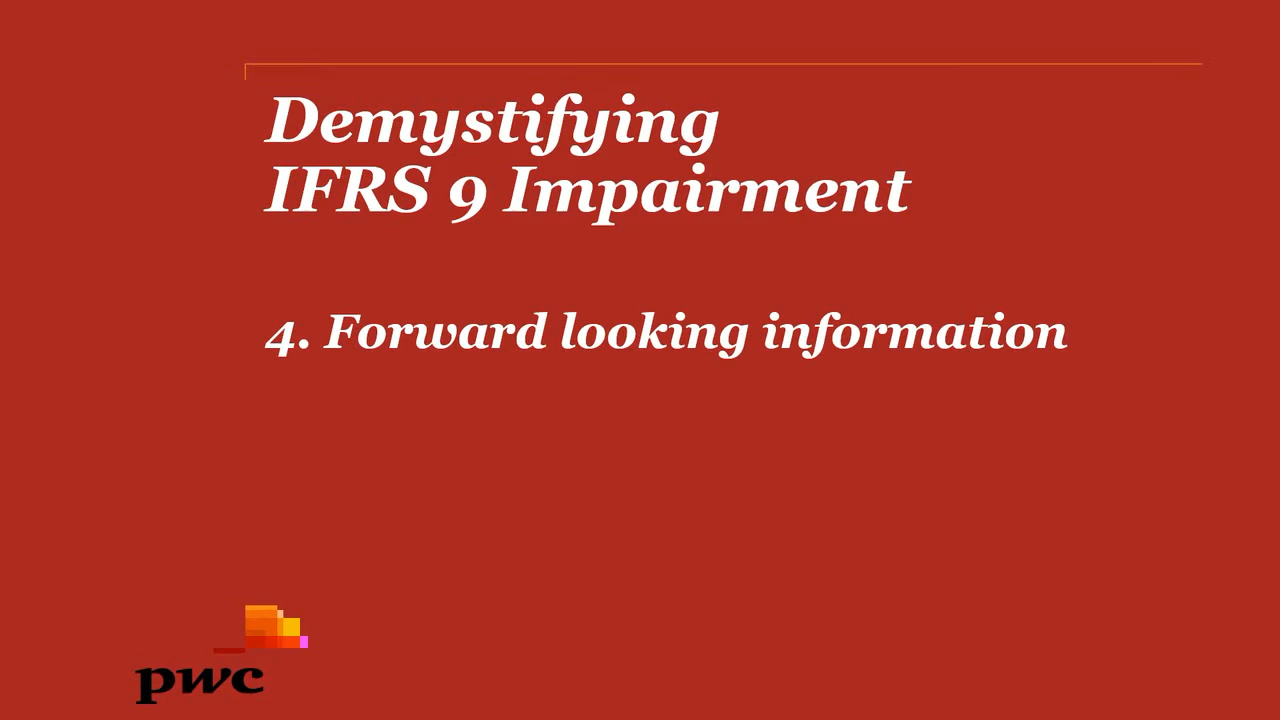 Demystifying
IFRS 9 Impairment
4. Forward looking information
pwc